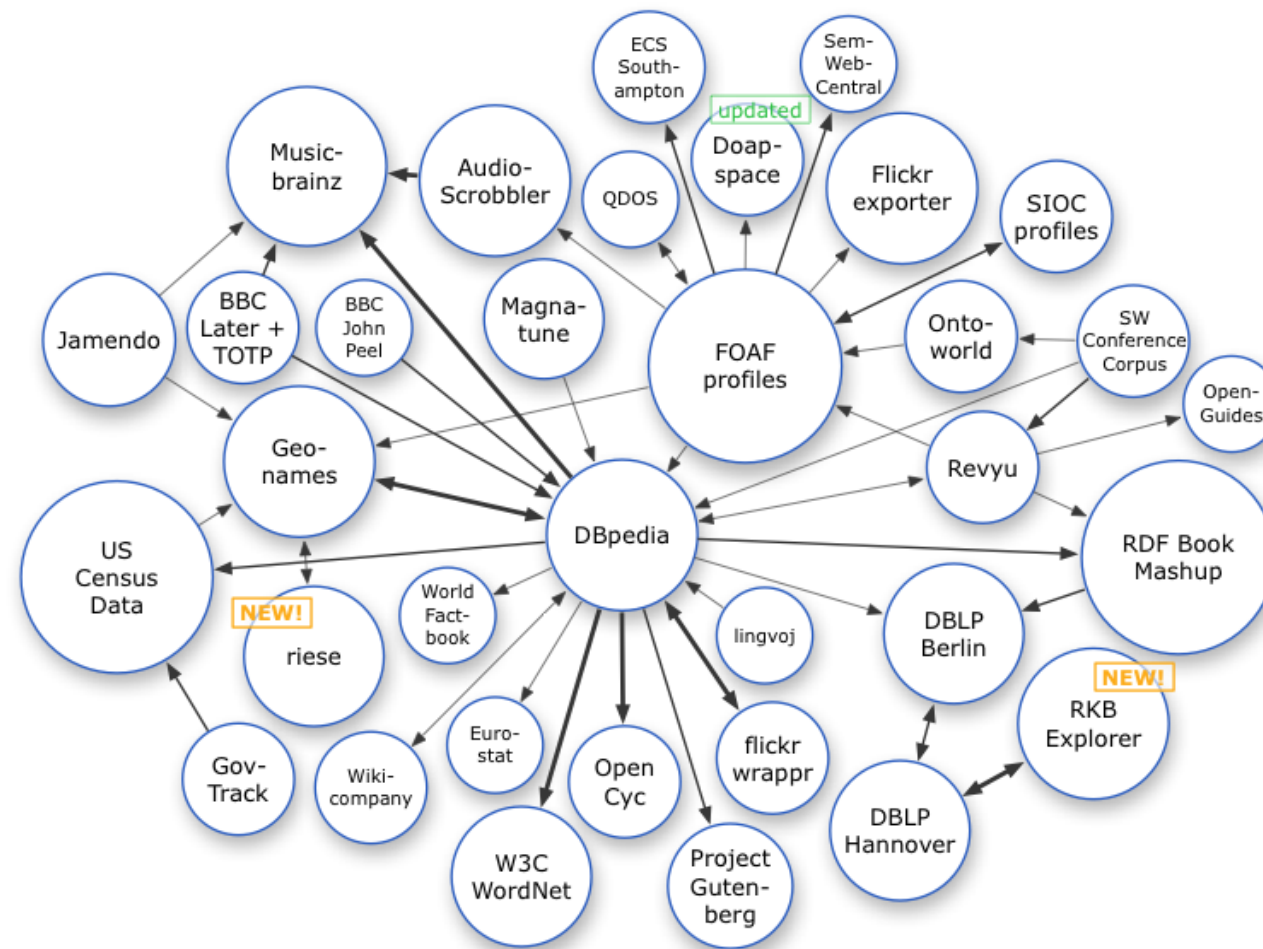 ECS
South-
ampton
Sem-
Web-
Central
updated
Doap-
space
Music-
brainz
Audio-
Scrobbler
QDOS
Flickr
exporter
SIOC
profiles
Jamendo
BBC
Later +
TOTP
BBC
John
Peel
Magna-
tune
FOAF
profiles
Onto-
world
SW
Conference
Corpus
Open-
Guides
Geo-
names
Revyu
US
Census
Data
DBpedia
RDF Book
Mashup
NEW!
riese
World
Fact-
book
lingvoj
DBLP
Berlin
NEW!
RKB
Explorer
Gov-
Track
Wiki-
company
Euro-
stat
Open
Cyc
flickr
wrappr
DBLP
Hannover
W3C
WordNet
Project
Guten-
berg